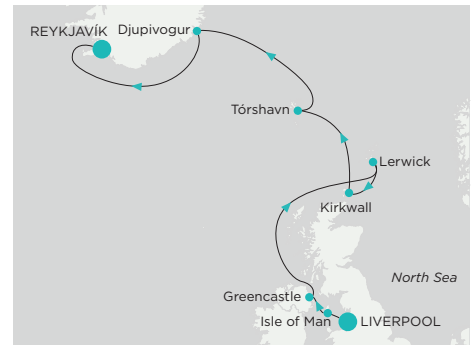 REYKJAVÍK
Djupivogur
Tórshavn
Lerwick
Kirkwall
North Sea
Greencastle
Isle of Man
LIVERPOOL